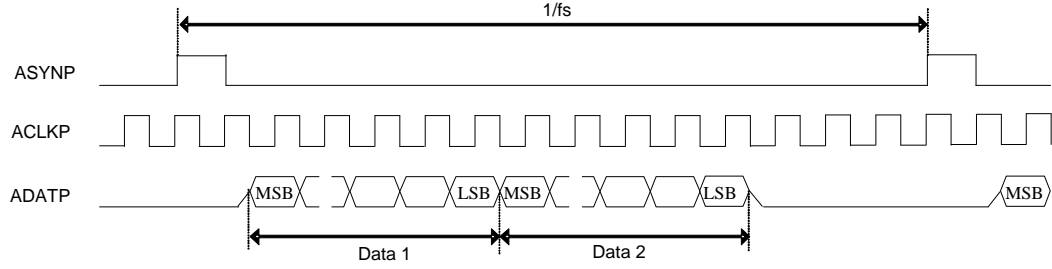 1/fs
ASYNP
ACLKP
ADATP
MSB LSB MSB LSB MSB
Data 1 Data 2